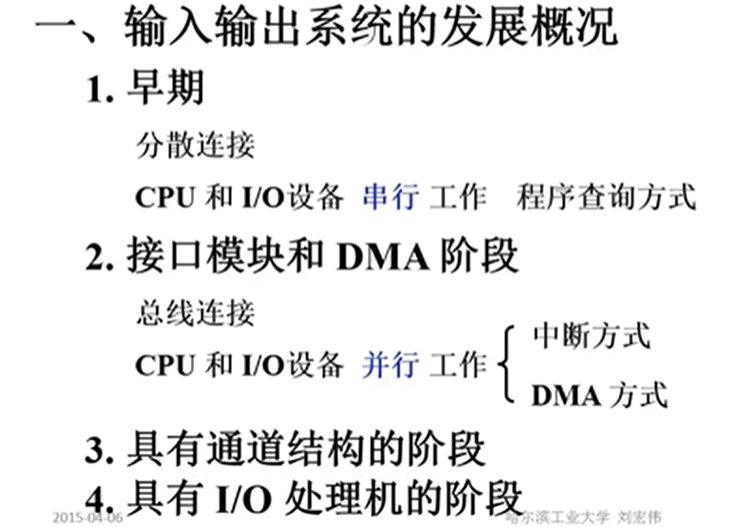 一、输入输出系统的发展概况
1. 早期
分散连接
CPU 和 I/O设备 串行 工作 程序查询方式
2. 接口模块和 DMA 阶段
总线连接
中断方式
CPU 和 I/O设备 并行 工作
DMA 方式
3. 具有通道结构的阶段
4. 具有 I/O 处理机的阶段
2015-04-06
哈尔滨工业大学 刘宏伟